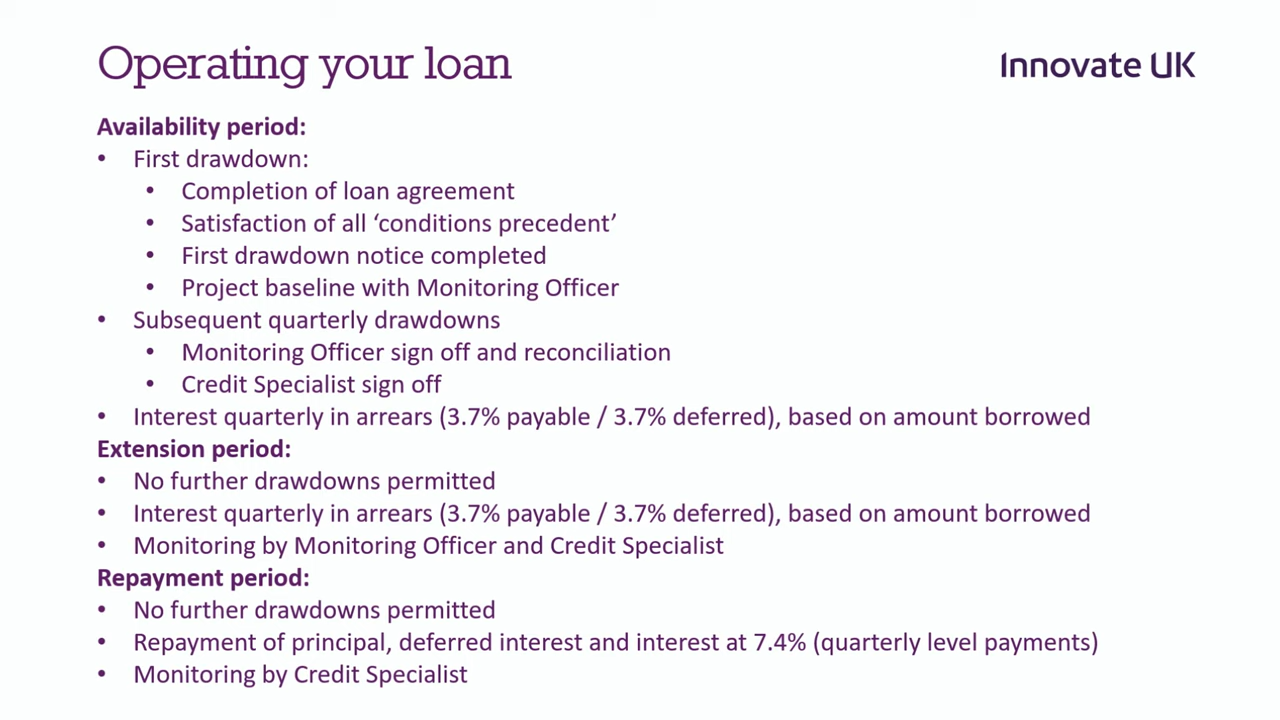 Operating your loan
Innovate UK
Availability period:
• First drawdown:
• Completion of loan agreement
• Satisfaction of all ‘conditions precedent’
• First drawdown notice completed
• Project baseline with Monitoring Officer
• Subsequent quarterly drawdowns
• Monitoring Officer sign off and reconciliation
• Credit Specialist sign off
• Interest quarterly in arrears (3.7% payable / 3.7% deferred), based on amount borrowed
Extension period:
• No further drawdowns permitted
• Interest quarterly in arrears (3.7% payable / 3.7% deferred), based on amount borrowed
• Monitoring by Monitoring Officer and Credit Specialist
Repayment period:
• No further drawdowns permitted
• Repayment of principal, deferred interest and interest at 7.4% (quarterly level payments)
• Monitoring by Credit Specialist